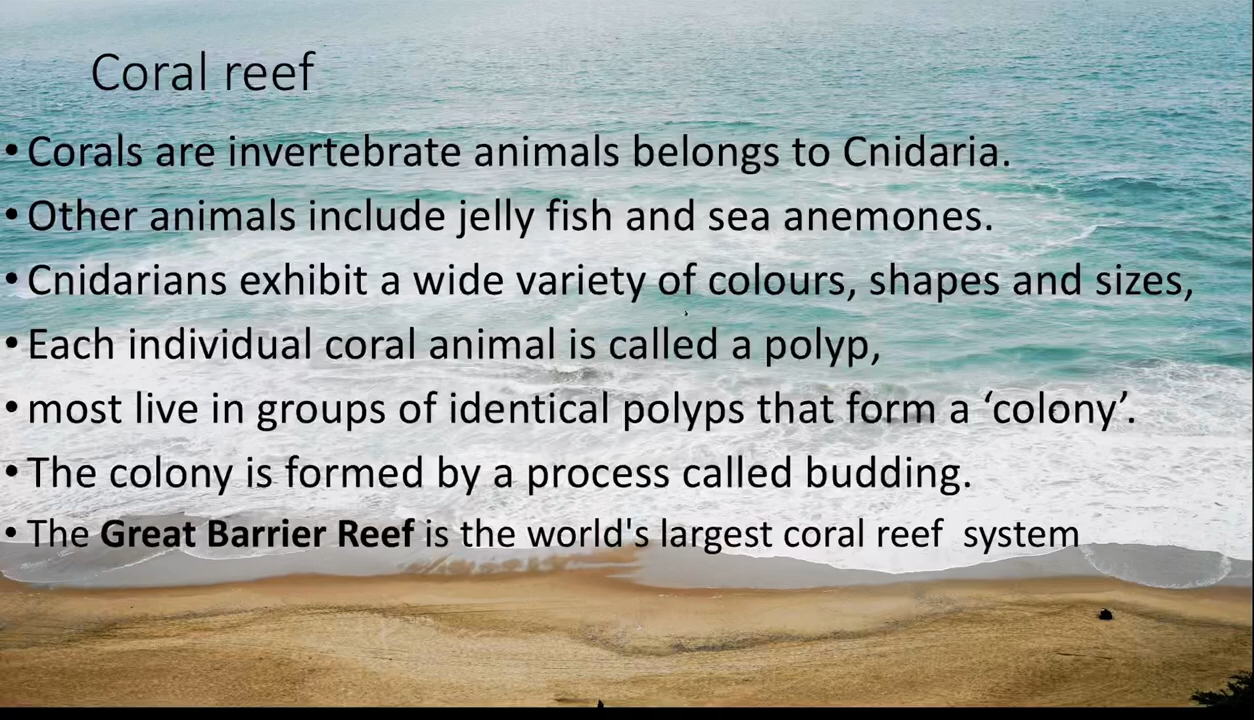 Coral reef
• Corals are invertebrate animals belongs to Cnidaria.
• Other animals include jelly fish and sea anemones.
• Cnidarians exhibit a wide variety of colours, shapes and sizes,
• Each individual coral animal is called a polyp,
• most live in groups of identical polyps that form a ‘colony’.
• The colony is formed by a process called budding.
• The Great Barrier Reef is the world's largest coral reef  system